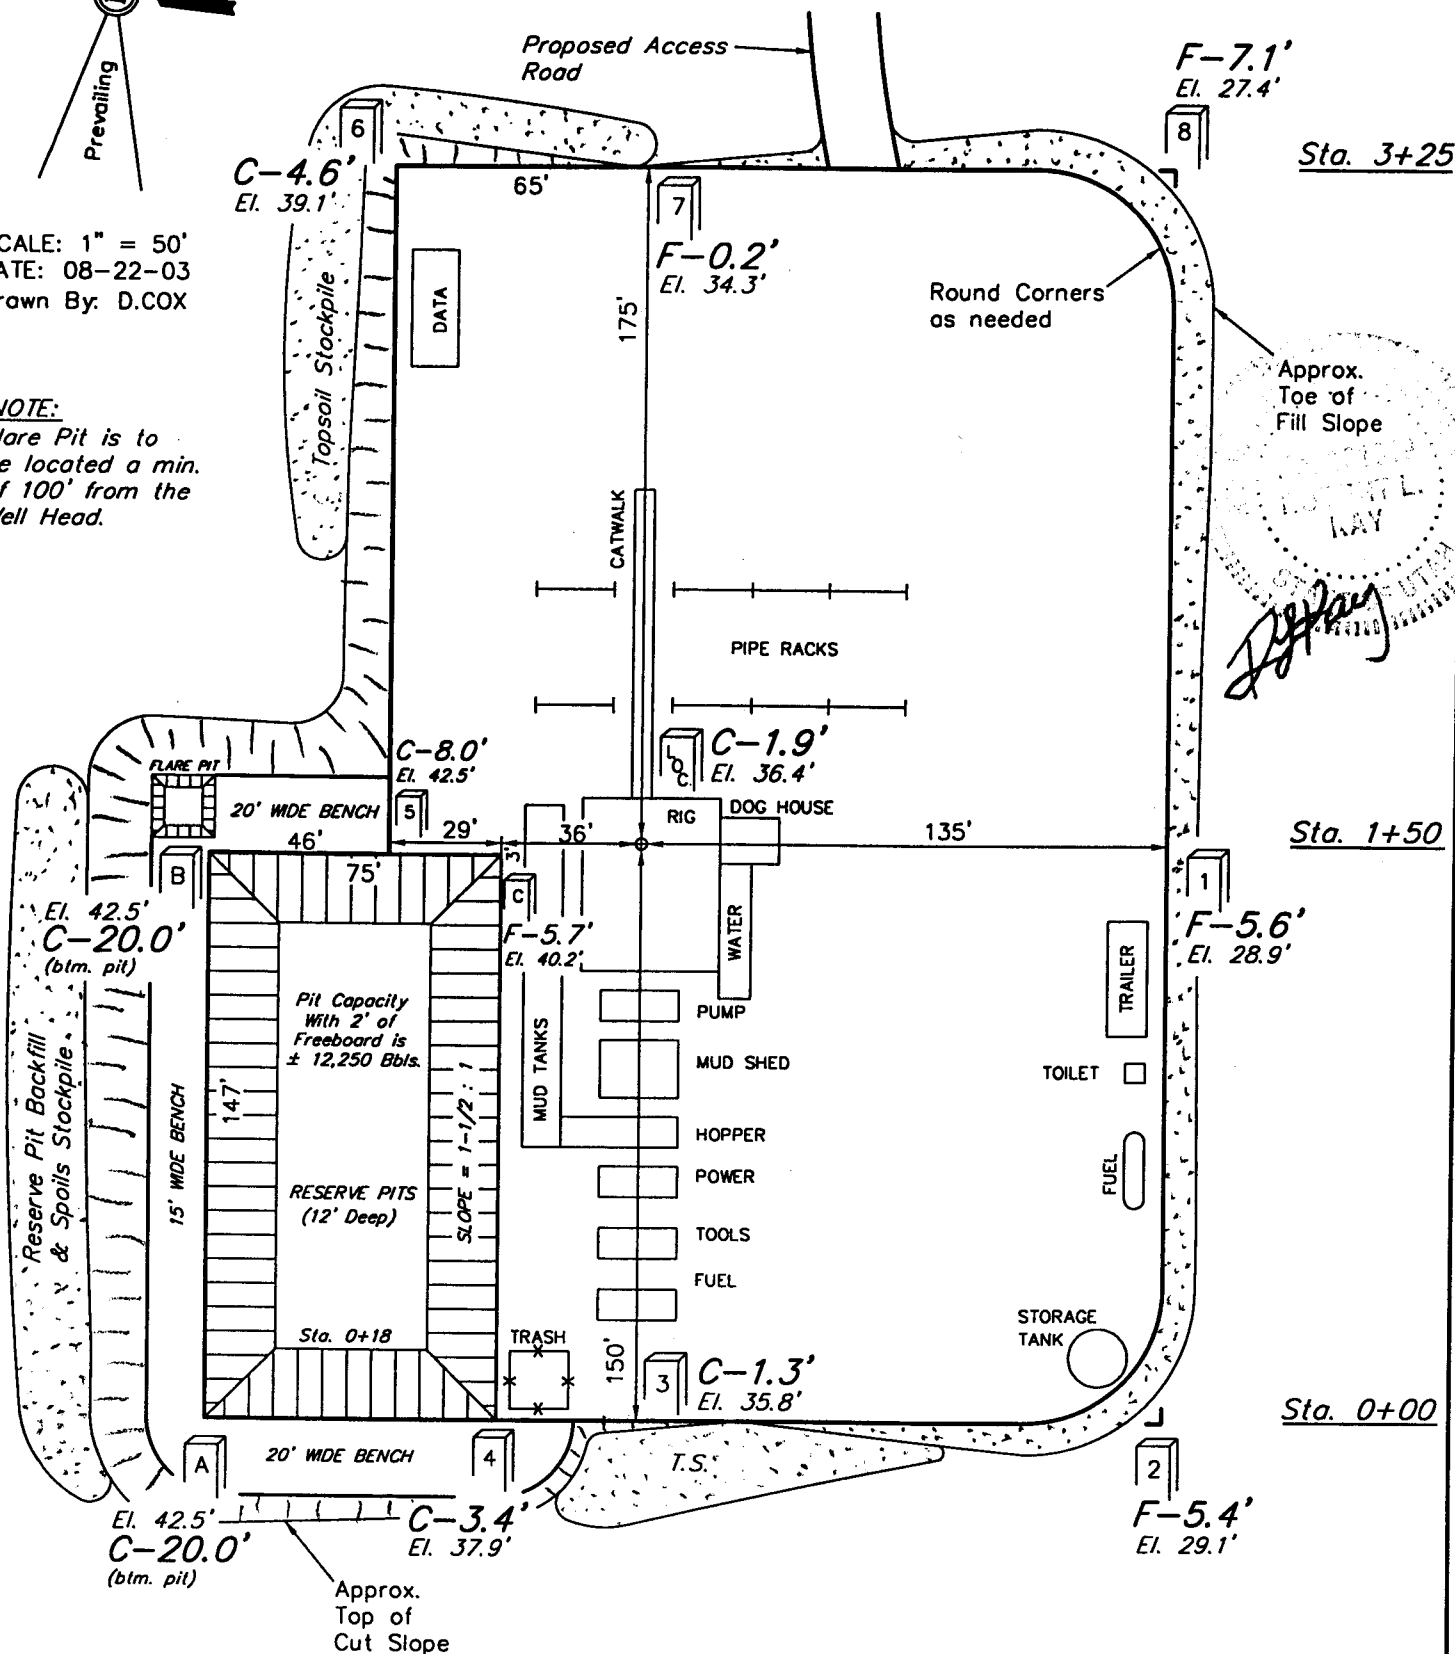 Prevailing
Proposed Access
Road
F-7.1'
El. 27.4'
6
8
Sta. 3+25
C-4.6'
El. 39.1'
65'
7
F-0.2'
El. 34.3'
CALE: 1" = 50'
ATE: 08-22-03
rawn By: D.COX
DATA
175'
Round Corners
as needed
Topsoil Stockpile
Approx.
Toe of
Fill Slope
NOTE:
lare Pit is to
e located a min.
f 100' from the
Vell Head.
KAY
UTAH
CATWALK
PIPE RACKS
C-8.0'
El. 42.5'
LOC.
C-1.9'
El. 36.4'
FLARE PIT
20' WIDE BENCH
5
RIG
DOG HOUSE
46'
29'
36'
135'
Sta. 1+50
3'
75'
B
C
1
El. 42.5'
C-20.0'
(btm. pit)
F-5.7'
El. 40.2'
WATER
F-5.6'
El. 28.9'
TRAILER
Pit Capacity
With 2' of
Freeboard is
± 12,250 Bbls.
PUMP
MUD SHED
MUD TANKS
TOILET
Reserve Pit Backfill
& Spoils Stockpile
15' WIDE BENCH
147'
SLOPE = 1-1/2 : 1
HOPPER
POWER
FUEL
RESERVE PITS
(12' Deep)
TOOLS
FUEL
STORAGE
TANK
Sta. 0+18
TRASH
150'
3
C-1.3'
El. 35.8'
Sta. 0+00
A
20' WIDE BENCH
4
T.S.
2
El. 42.5'
C-20.0'
(btm. pit)
C-3.4'
El. 37.9'
F-5.4'
El. 29.1'
Approx.
Top of
Cut Slope